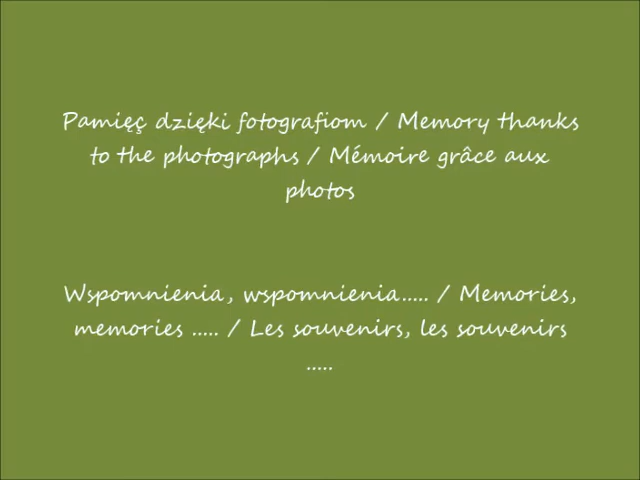 Pamięç dzięki fotografiom / Memory thanks
to the photographs / Mémoire grâce aux
photos
Wspomnienia, wspomnienia..... / Memories,
memories ..... / Les souvenirs, les souvenirs
.....